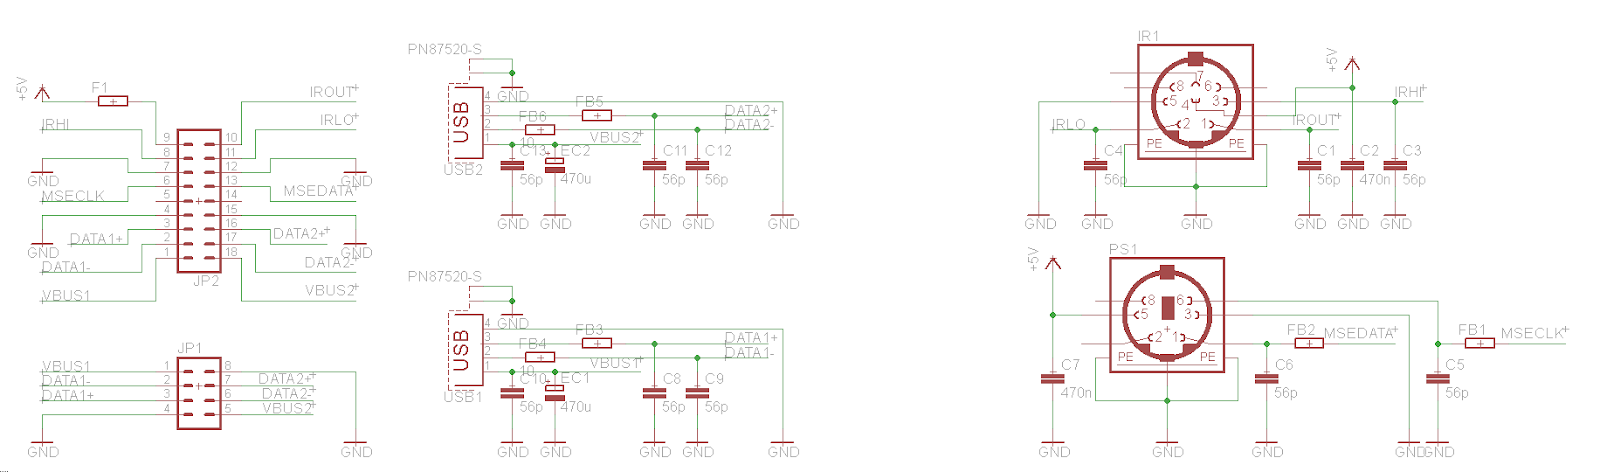 +5V
F1
IROUT
IRHI
IRLO
9 10
8 11
7 12
6 13
5 14
4 15
3 16
2 17
1 18
GND
GND
MSECLK
MSEDATA
GND
GND
DATA1+
DATA2+
DATA1-
DATA2-
VBUS1
VBUS2
JP2
JP1
VBUS1
DATA1-
DATA1+
1 8
2 7
3 6
4 5
DATA2+
DATA2-
VBUS2
GND
GND
PN87520-S
GND
USB
4
3
2
1
USB2
FB5
FB6
10
DATA2+
DATA2-
VBUS2
C13
56p
EC2
470u
C11
56p
C12
56p
GND
GND
GND
GND
GND
PN87520-S
GND
USB
4
3
2
1
USB1
FB3
FB4
10
DATA1+
DATA1-
VBUS1
C10
56p
EC1
470u
C8
56p
C9
56p
GND
GND
GND
GND
GND
IR1
+5V
7
8 6
5 4 3
2 1
PE PE
IRLO
IRHI
IROUT
C4
56p
C1
56p
C2
470n
C3
56p
GND
GND
GND
GND
GND
GND
PS1
+5V
8 6
5 3
2 1
PE PE
FB2
MSEDATA
FB1
MSECLK
C7
470n
C6
56p
C5
56p
GND
GND
GND
GND
GND